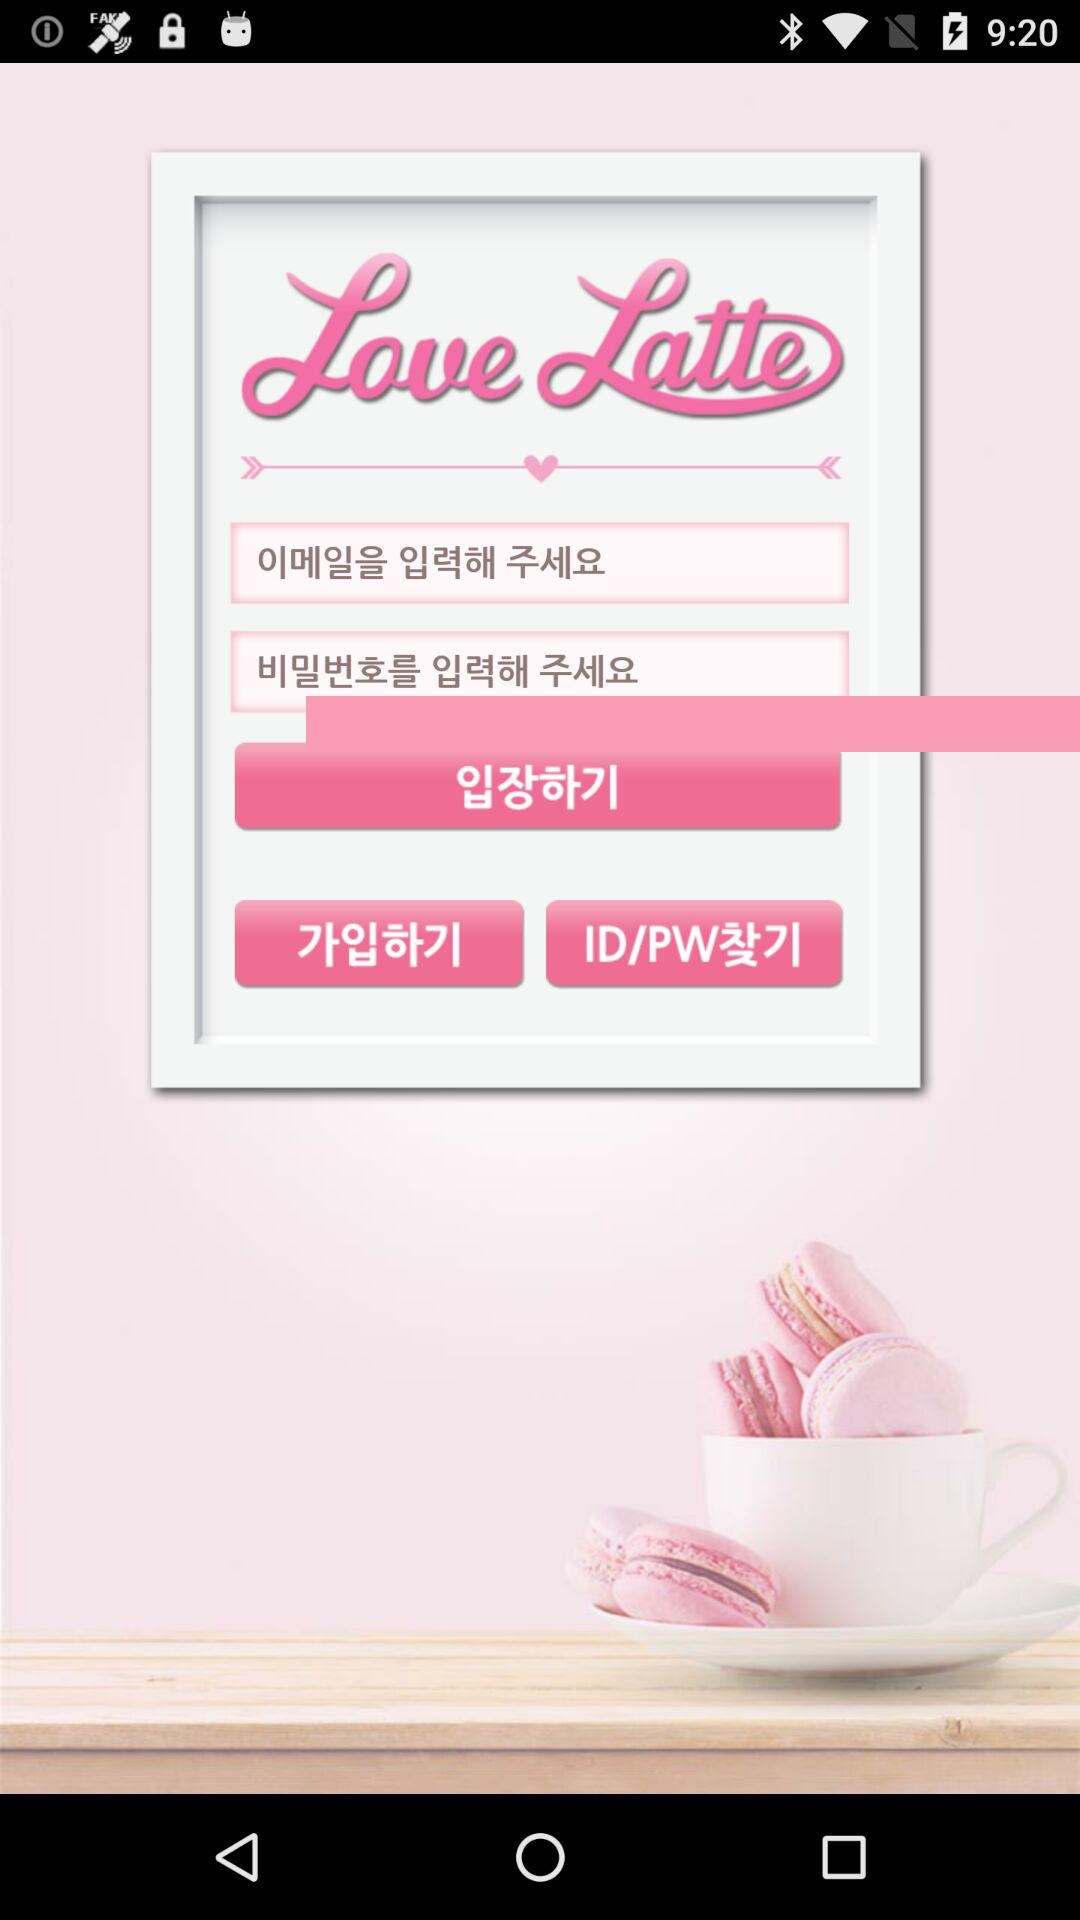 FAKE
9:20
Love Latte
이메일을 입력해 주세요
비밀번호를 입력해 주세요
입장하기
가입하기
ID/PW찾기